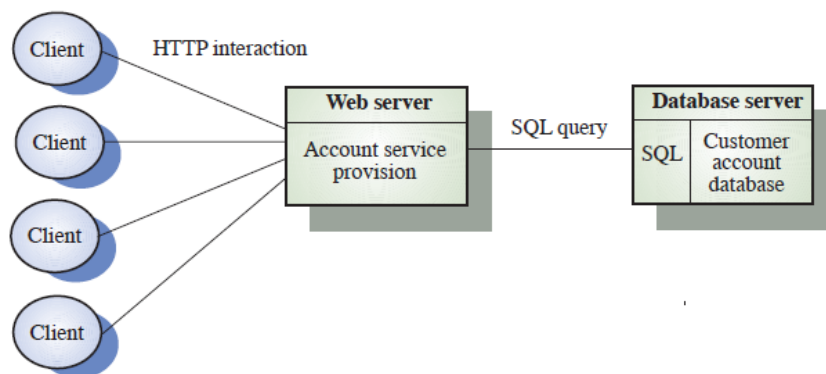 Client
HTTP interaction
Client
Client
Client
Web server
Account service
provision
SQL query
Database server
SQL
Customer
account
database